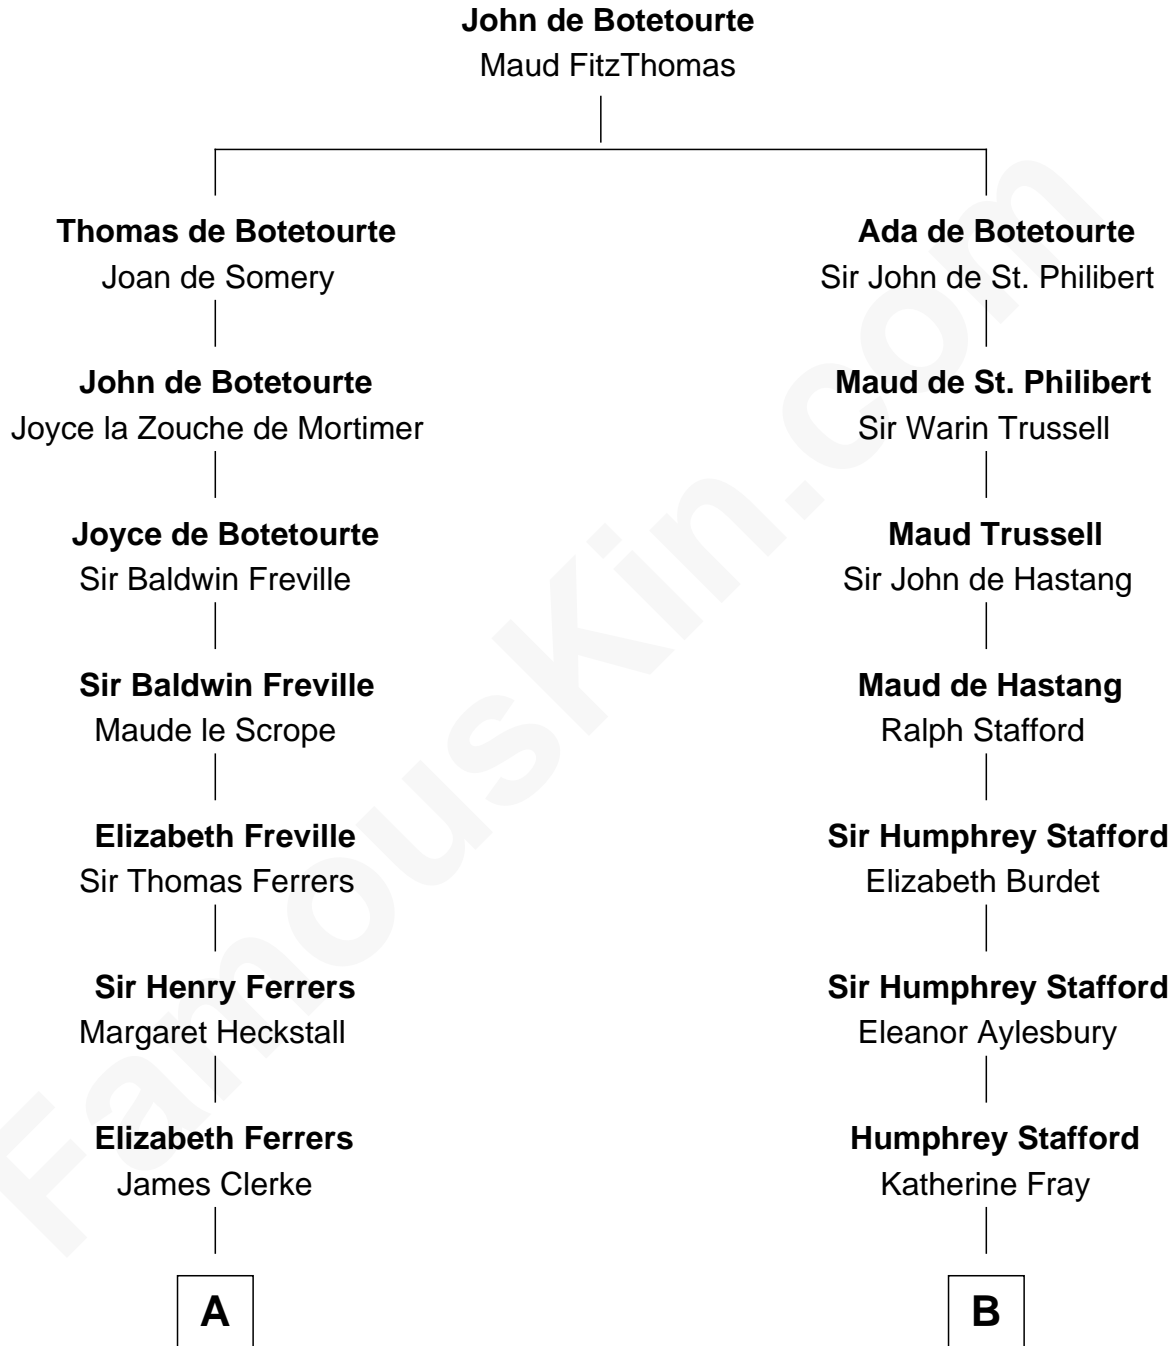 John de Botetourte
Maud FitzThomas
Thomas de Botetourte
Joan de Somery
Ada de Botetourte
Sir John de St. Philibert
John de Botetourte
Joyce la Zouche de Mortimer
Maud de St. Philibert
Sir Warin Trussell
Joyce de Botetourte
Sir Baldwin Freville
Maud Trussell
Sir John de Hastang
Sir Baldwin Freville
Maude le Scrope
Maud de Hastang
Ralph Stafford
Elizabeth Freville
Sir Thomas Ferrers
Sir Humphrey Stafford
Elizabeth Burdet
Sir Henry Ferrers
Margaret Heckstall
Sir Humphrey Stafford
Eleanor Aylesbury
Elizabeth Ferrers
James Clerke
Humphrey Stafford
Katherine Fray
A
B
FamousKin.com